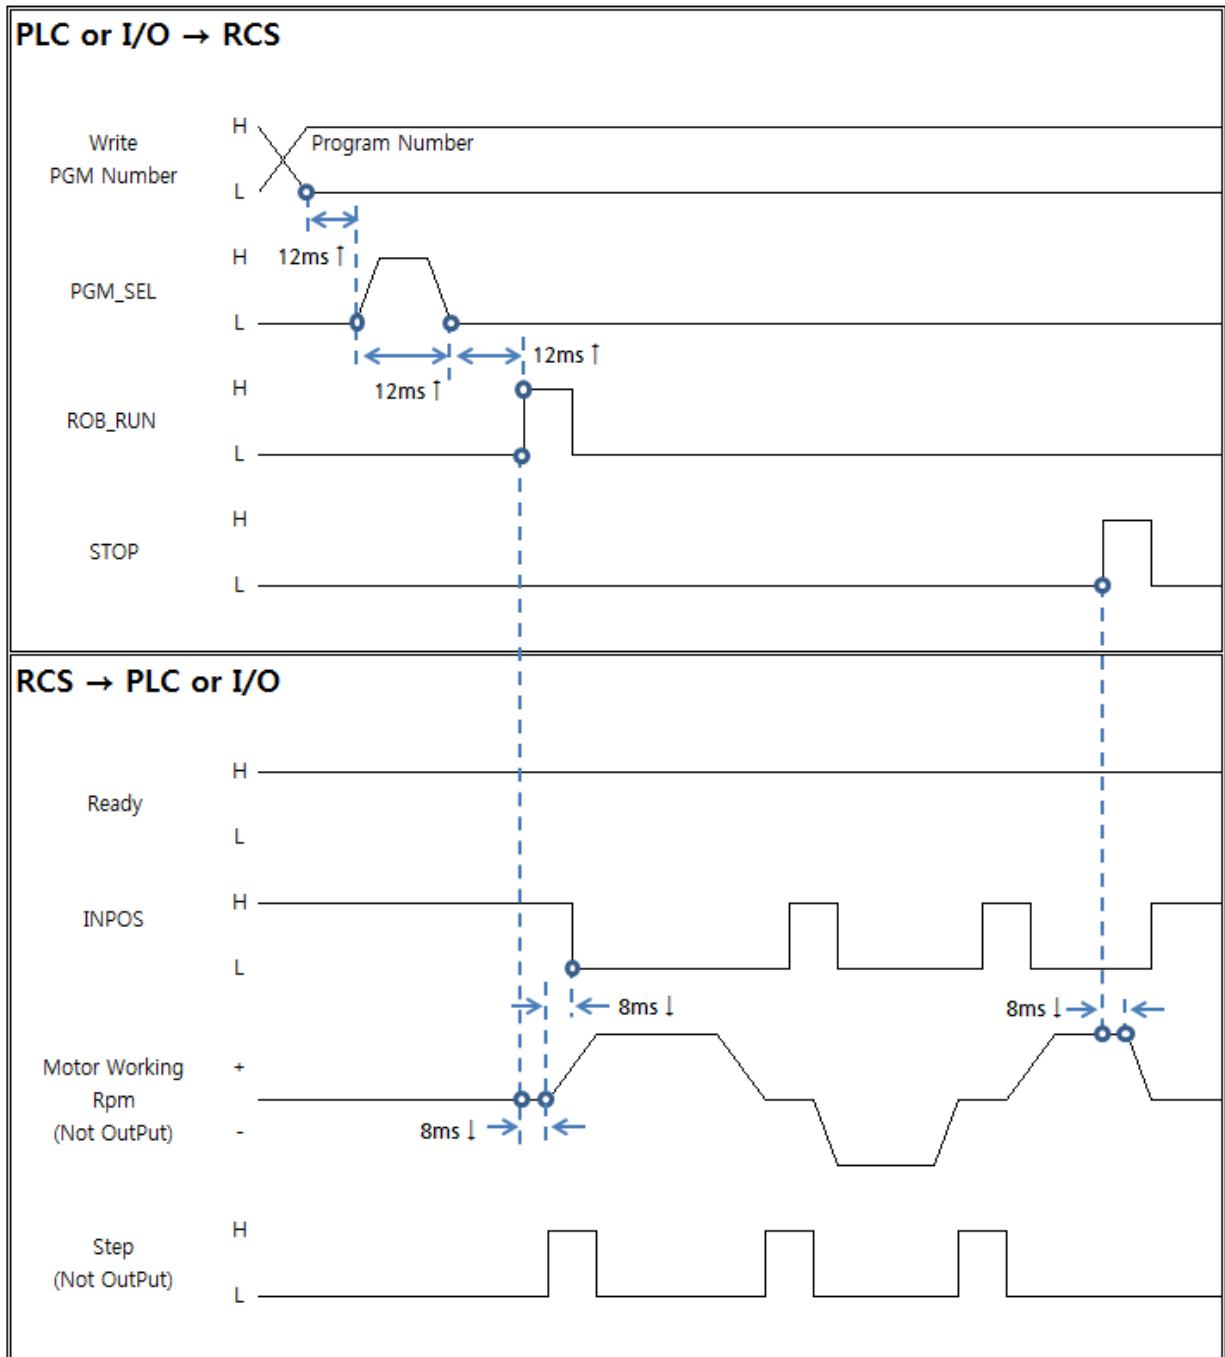 PLC or I/O → RCS
H
Write
PGM Number
Program Number
L
12ms ↑
H
PGM_SEL
L
12ms ↑
12ms ↑
H
ROB_RUN
L
H
STOP
L
RCS → PLC or I/O
H
Ready
L
H
INPOS
L
8ms ↓
8ms ↓
Motor Working
+
Rpm
(Not OutPut)
-
8ms ↓
H
Step
(Not OutPut)
L